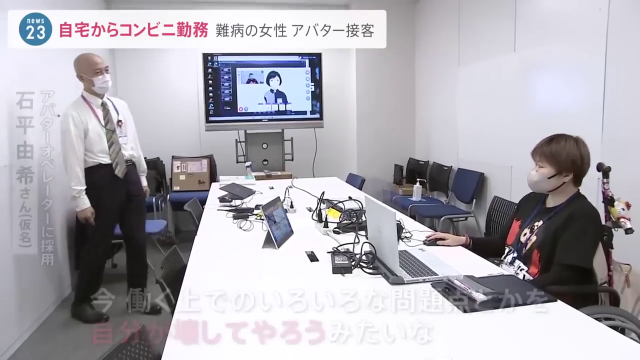 news
23
自宅からコンビニ勤務 難病の女性 アバター接客
アバターオペレーターに採用
石平由希さん(仮名)
今 働く上でのいろいろな問題点とかを
自分が壊してやろうみたいな